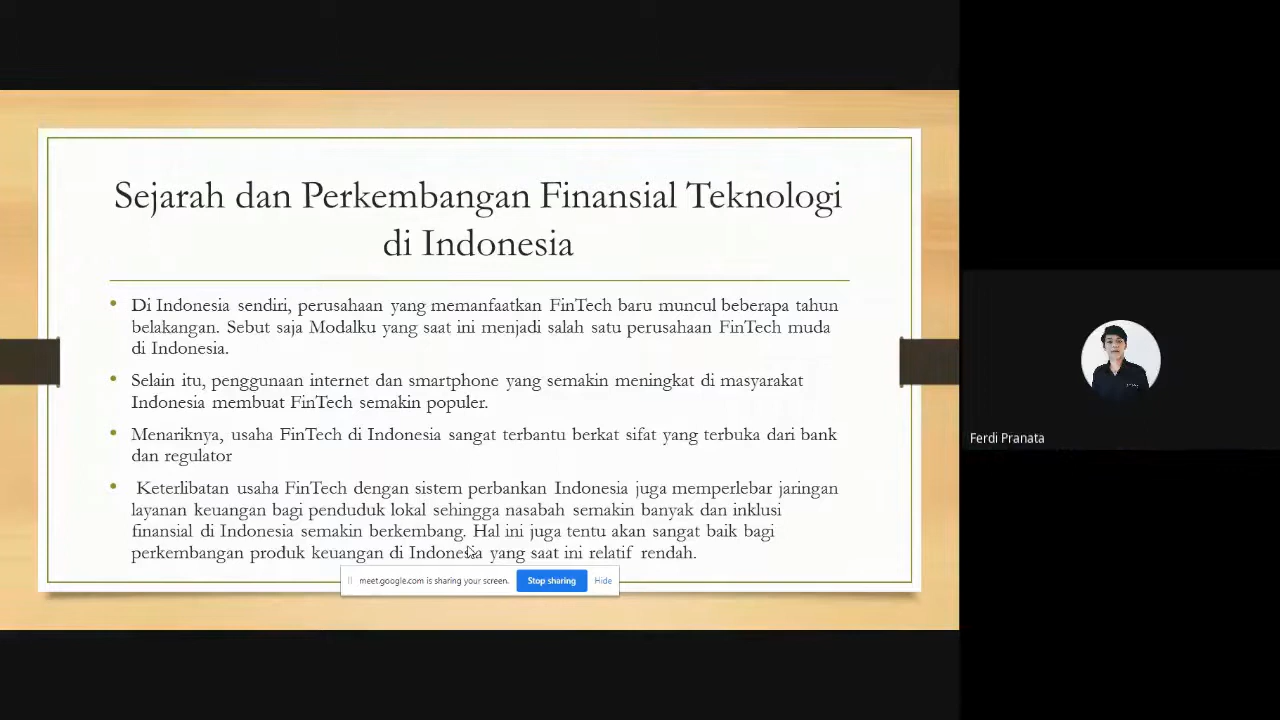 Sejarah dan Perkembangan Finansial Teknologi
di Indonesia
• Di Indonesia sendiri, perusahaan yang memanfaatkan FinTech baru muncul beberapa tahun
belakangan. Sebut saja Modalku yang saat ini menjadi salah satu perusahaan FinTech muda
di Indonesia.
• Selain itu, penggunaan internet dan smartphone yang semakin meningkat di masyarakat
Indonesia membuat FinTech semakin populer.
• Menariknya, usaha FinTech di Indonesia sangat terbantu berkat sifat yang terbuka dari bank
dan regulator
• Keterlibatan usaha FinTech dengan sistem perbankan Indonesia juga memperlebar jaringan
layanan keuangan bagi penduduk lokal sehingga nasabah semakin banyak dan inklusi
finansial di Indonesia semakin berkembang. Hal ini juga tentu akan sangat baik bagi
perkembangan produk keuangan di Indonesia yang saat ini relatif rendah.
meet.google.com is sharing your screen. Stop sharing Hide
Ferdi Pranata